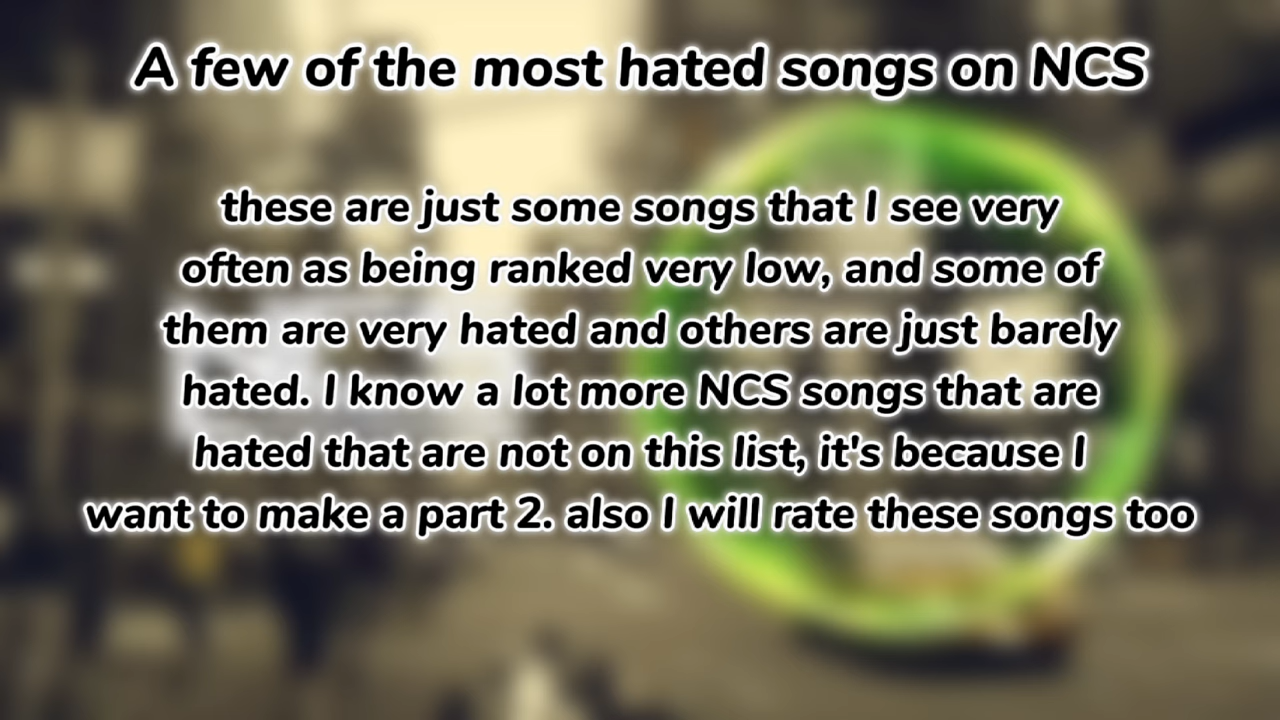 A few of the most hated songs on NCS
these are just some songs that I see very
often as being ranked very low, and some of
them are very hated and others are just barely
hated. I know a lot more NCS songs that are
hated that are not on this list, it's because I
want to make a part 2. also I will rate these songs too